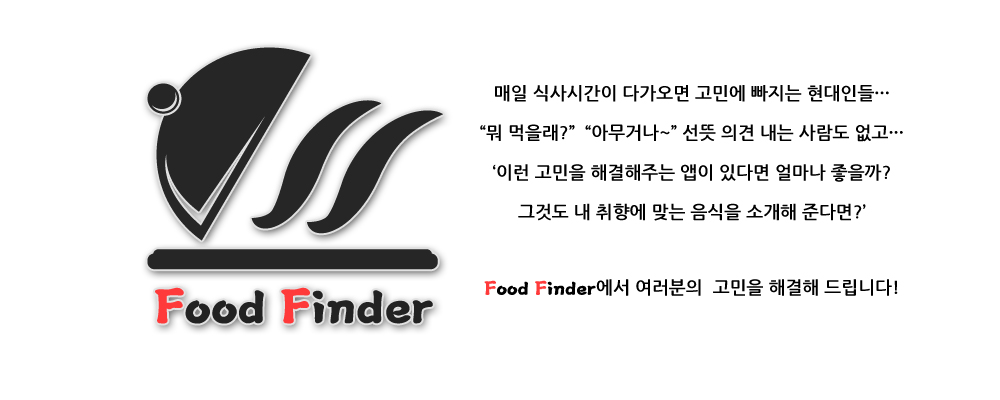 매일 식사시간이 다가오면 고민에 빠지는 현대인들…
“뭐 먹을래?” “아무거나~” 선뜻 의견 내는 사람도 없고…
‘이런 고민을 해결해주는 앱이 있다면 얼마나 좋을까?
그것도 내 취향에 맞는 음식을 소개해 준다면?’
Food Finder에서 여러분의 고민을 해결해 드립니다!
Food Finder